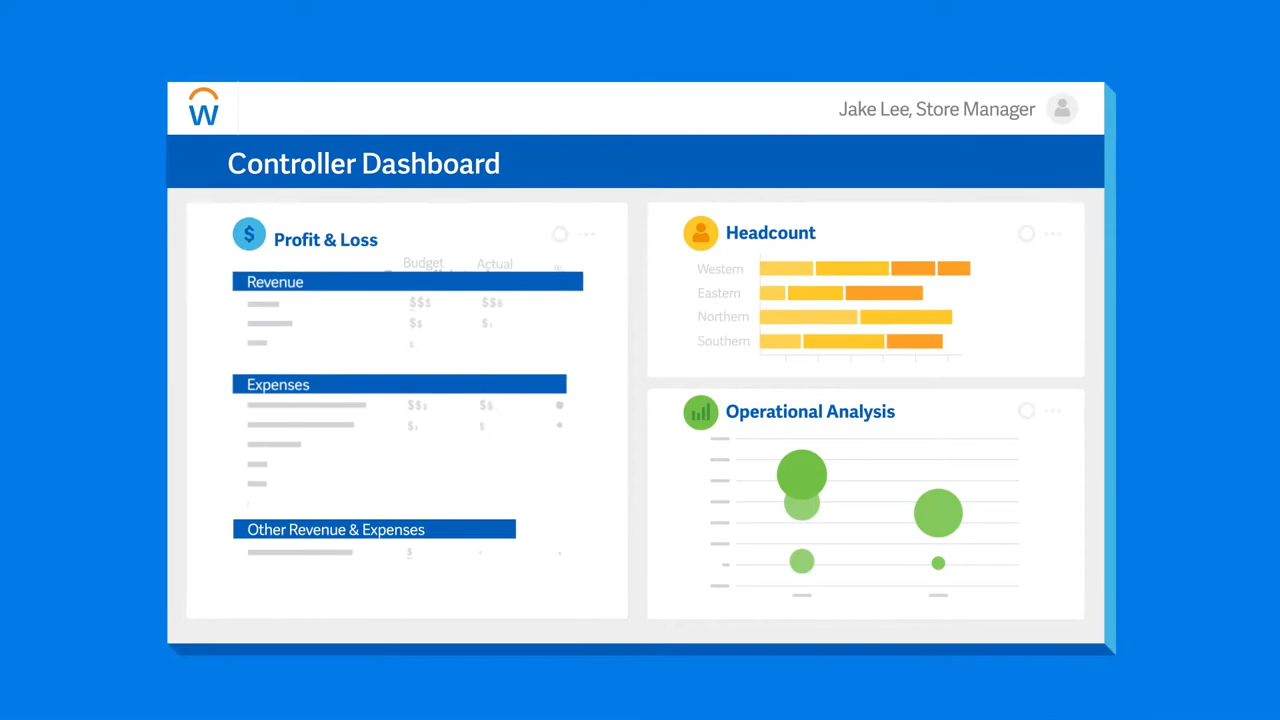 W
Jake Lee, Store Manager
Controller Dashboard
$ Profit & Loss
Budget Actual
Revenue
$$$ $$$
$$ $
$
Expenses
$$$ $$
$ $
Other Revenue & Expenses
$
Headcount
Western
Eastern
Northern
Southern
Operational Analysis